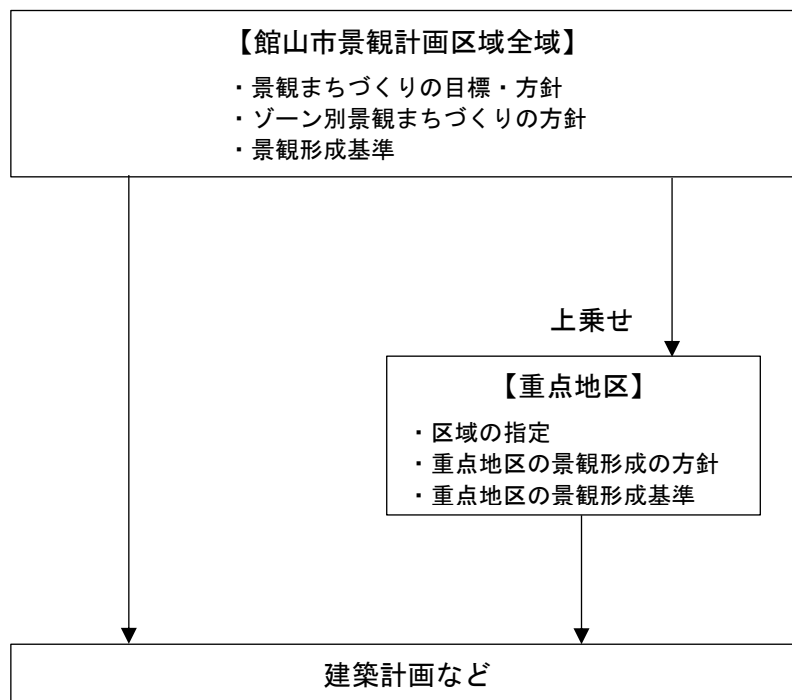 【館山市景観計画区域全域】
・景観まちづくりの目標・方針
・ゾーン別景観まちづくりの方針
・景観形成基準
上乗せ
【重点地区】
・区域の指定
・重点地区の景観形成の方針
・重点地区の景観形成基準
建築計画など